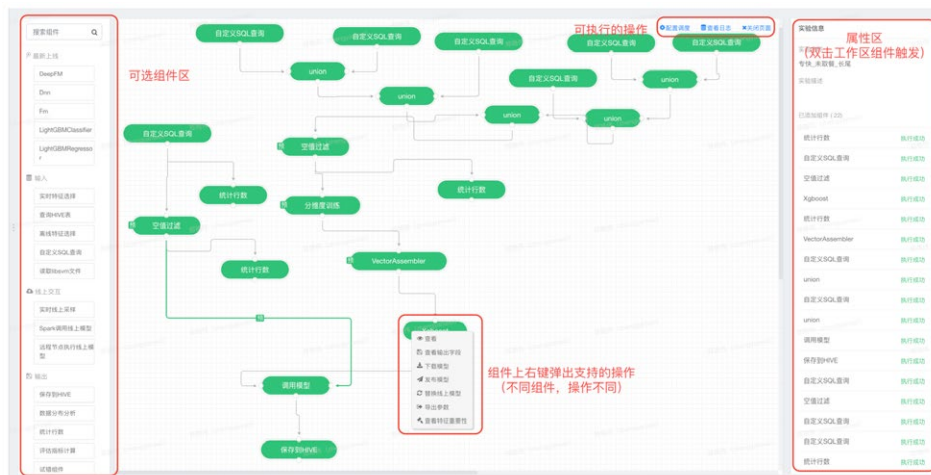 搜索组件
最新上线
DeepFM
Dnn
Fm
LightGBMClassifier
LightGBMRegressor
输入
实时特征选择
查询HIVE表
离线特征选择
自定义SQL查询
读取libsvm文件
线上交互
实时线上采样
Spark调用线上模型
远程节点执行线上模型
输出
保存到HIVE
数据分布分析
统计行数
评估指标计算
可选组件区
自定义SQL查询
自定义SQL查询
自定义SQL查询
自定义SQL查询
自定义SQL查询
可执行的操作
配置调度
查看日志
关闭页面
union
union
自定义SQL查询
union
union
union
自定义SQL查询
空值过滤
统计行数
统计行数
分维度训练
空值过滤
统计行数
VectorAssembler
调用模型
保存到HIVE
查看
查看输出字段
下载模型
发布模型
替换线上模型
导出参数
查看特征重要性
组件上右键弹出支持的操作
（不同组件，操作不同）
实验信息
属性区
（双击工作区组件触发）
实验描述
统计行数 执行成功
自定义SQL查询 执行成功
空值过滤 执行成功
Xgboost 执行成功
统计行数 执行成功
VectorAssembler 执行成功
自定义SQL查询 执行成功
union 执行成功
自定义SQL查询 执行成功
union 执行成功
调用模型 执行成功
保存到HIVE 执行成功
自定义SQL查询 执行成功
空值过滤 执行成功
自定义SQL查询 执行成功
自定义SQL查询 执行成功
统计行数 执行成功